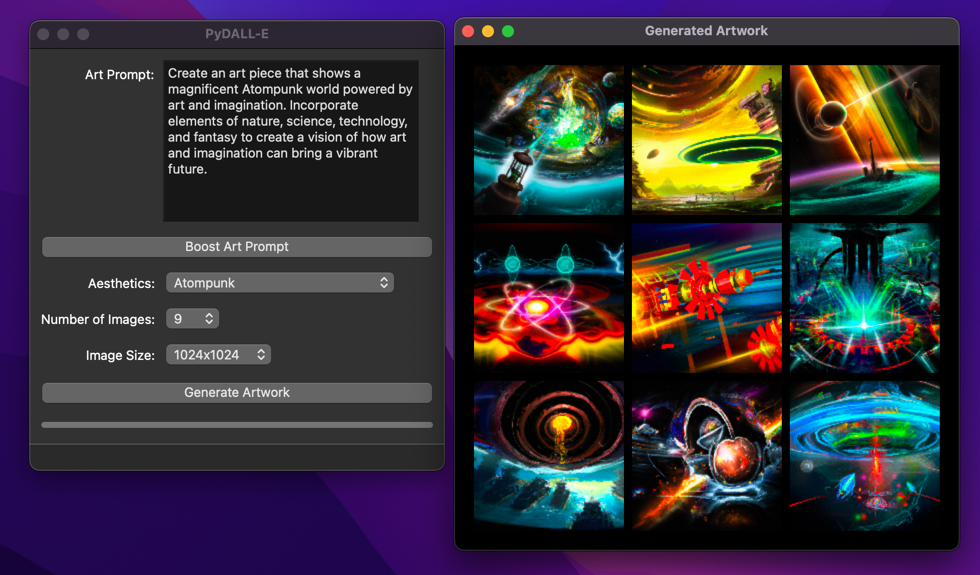 PyDALL-E
Art Prompt:
Create an art piece that shows a
magnificent Atompunk world powered by
art and imagination. Incorporate
elements of nature, science, technology,
and fantasy to create a vision of how art
and imagination can bring a vibrant
future.
Boost Art Prompt
Aesthetics: Atompunk
Number of Images: 9
Image Size: 1024x1024
Generate Artwork
Generated Artwork